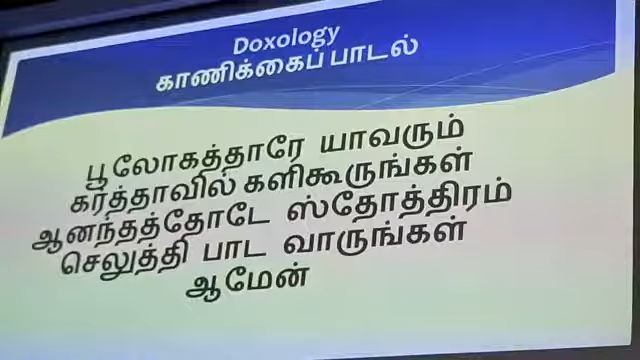 Doxology
காணிக்கைப் பாடல்
பூலோகத்தாரே யாவரும்
கர்த்தாவில் களிகூருங்கள்
ஆனந்தத்தோடே ஸ்தோத்திரம்
செலுத்தி பாட வாருங்கள்
ஆமேன்